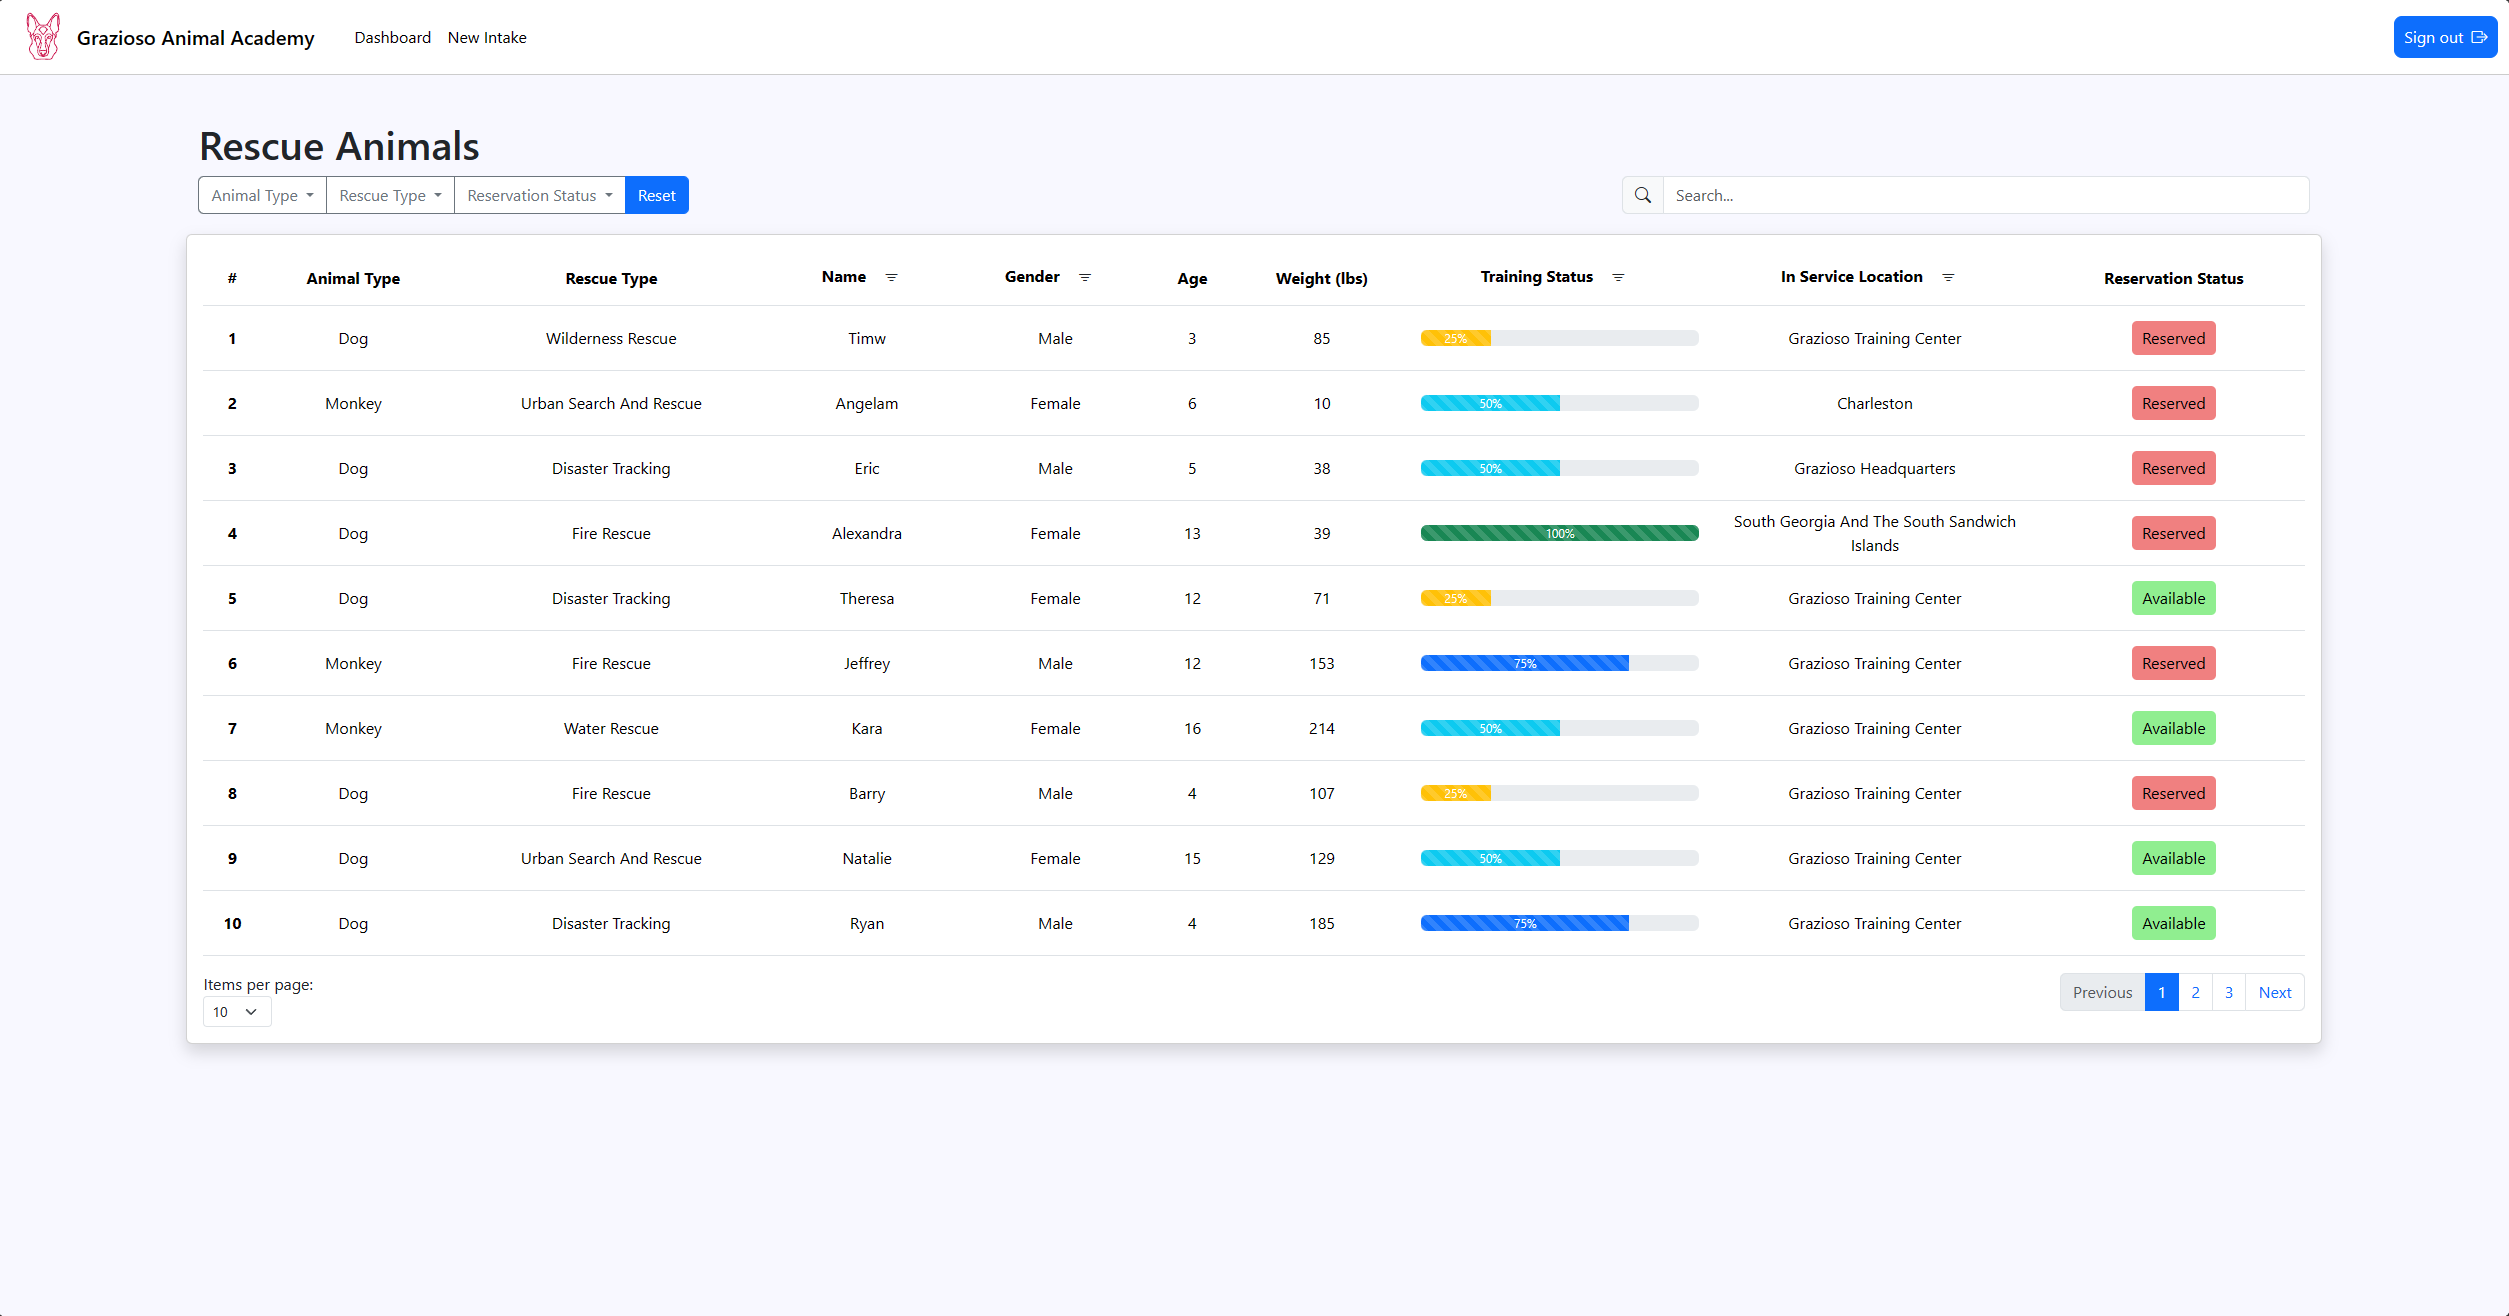 Grazioso Animal Academy Dashboard New Intake Sign out
Rescue Animals
Animal Type Rescue Type Reservation Status Reset Search...
# Animal Type Rescue Type Name Gender Age Weight (lbs) Training Status In Service Location Reservation Status
1 Dog Wilderness Rescue Timw Male 3 85 25% Grazioso Training Center Reserved
2 Monkey Urban Search And Rescue Angelam Female 6 10 50% Charleston Reserved
3 Dog Disaster Tracking Eric Male 5 38 50% Grazioso Headquarters Reserved
4 Dog Fire Rescue Alexandra Female 13 39 100% South Georgia And The South Sandwich
Islands Reserved
5 Dog Disaster Tracking Theresa Female 12 71 25% Grazioso Training Center Available
6 Monkey Fire Rescue Jeffrey Male 12 153 75% Grazioso Training Center Reserved
7 Monkey Water Rescue Kara Female 16 214 50% Grazioso Training Center Available
8 Dog Fire Rescue Barry Male 4 107 25% Grazioso Training Center Reserved
9 Dog Urban Search And Rescue Natalie Female 15 129 50% Grazioso Training Center Available
10 Dog Disaster Tracking Ryan Male 4 185 75% Grazioso Training Center Available
Items per page:
10
Previous 1 2 3 Next